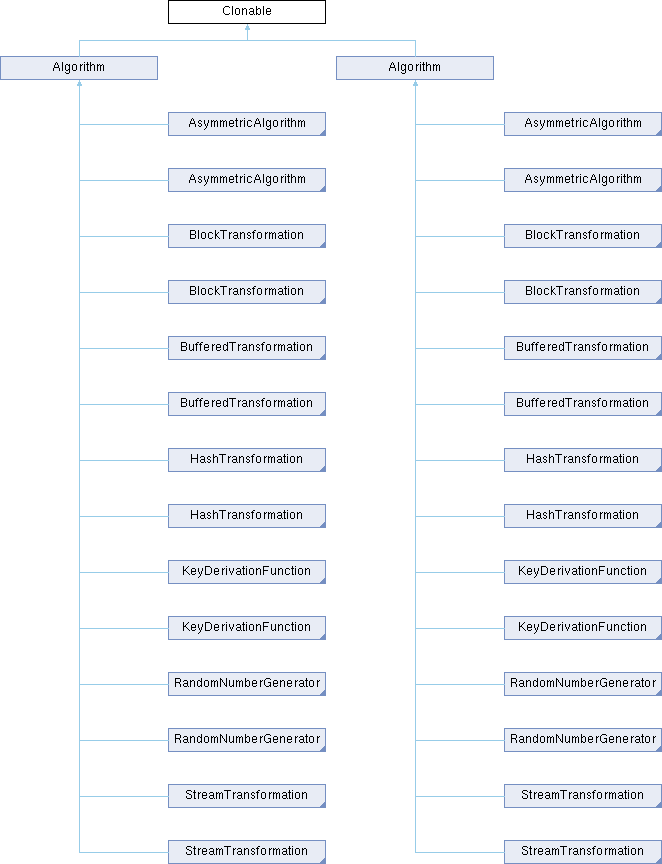 Clonable
Algorithm Algorithm
AsymmetricAlgorithm AsymmetricAlgorithm
AsymmetricAlgorithm AsymmetricAlgorithm
BlockTransformation BlockTransformation
BlockTransformation BlockTransformation
BufferedTransformation BufferedTransformation
BufferedTransformation BufferedTransformation
HashTransformation HashTransformation
HashTransformation HashTransformation
KeyDerivationFunction KeyDerivationFunction
KeyDerivationFunction KeyDerivationFunction
RandomNumberGenerator RandomNumberGenerator
RandomNumberGenerator RandomNumberGenerator
StreamTransformation StreamTransformation
StreamTransformation StreamTransformation